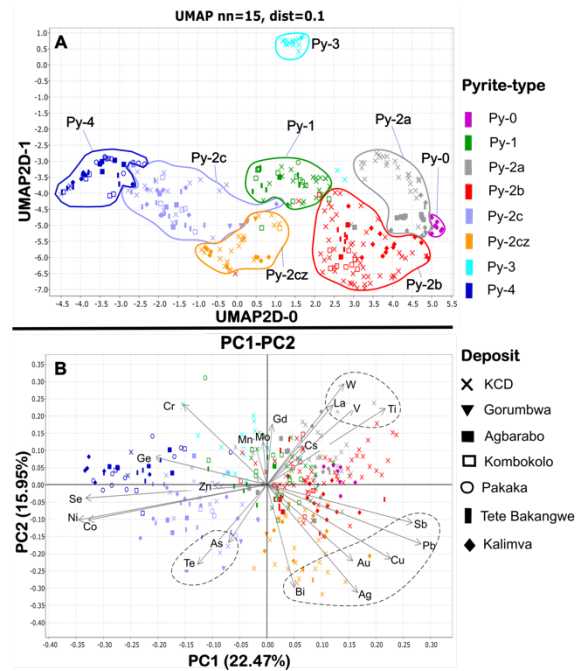 UMAP nn=15, dist=0.1
A
1.0
0.5
0.0
-0.5
-1.0
-1.5
-2.0
-2.5
-3.0
-3.5
-4.0
-4.5
-5.0
-5.5
-6.0
-6.5
-7.0
UMAP2D-1
Py-3
Py-4
Py-2c
Py-1
Py-2a
Py-0
Py-2cz
Py-2b
-4.5 -4.0 -3.5 -3.0 -2.5 -2.0 -1.5 -1.0 -0.5 0.0 0.5 1.0 1.5 2.0 2.5 3.0 3.5 4.0 4.5 5.0 5.5
UMAP2D-0
Pyrite-type
Py-0
Py-1
Py-2a
Py-2b
Py-2c
Py-2cz
Py-3
Py-4
PC1-PC2
B
0.35
0.30
0.25
0.20
0.15
0.10
0.05
0.00
-0.05
-0.10
-0.15
-0.20
-0.25
-0.30
-0.35
-0.40
PC2 (15.95%)
W
La
V
Ti
Cr
Gd
Mn
Mo
Cs
Ge
Zn
Se
Ni
Co
As
Te
Sb
Pb
Au
Cu
Bi
Ag
-0.40 -0.35 -0.30 -0.25 -0.20 -0.15 -0.10 -0.05 0.00 0.05 0.10 0.15 0.20 0.25 0.30
PC1 (22.47%)
Deposit
KCD
Gorumbwa
Agbarabo
Kombokolo
Pakaka
Tete Bakangwe
Kalimva